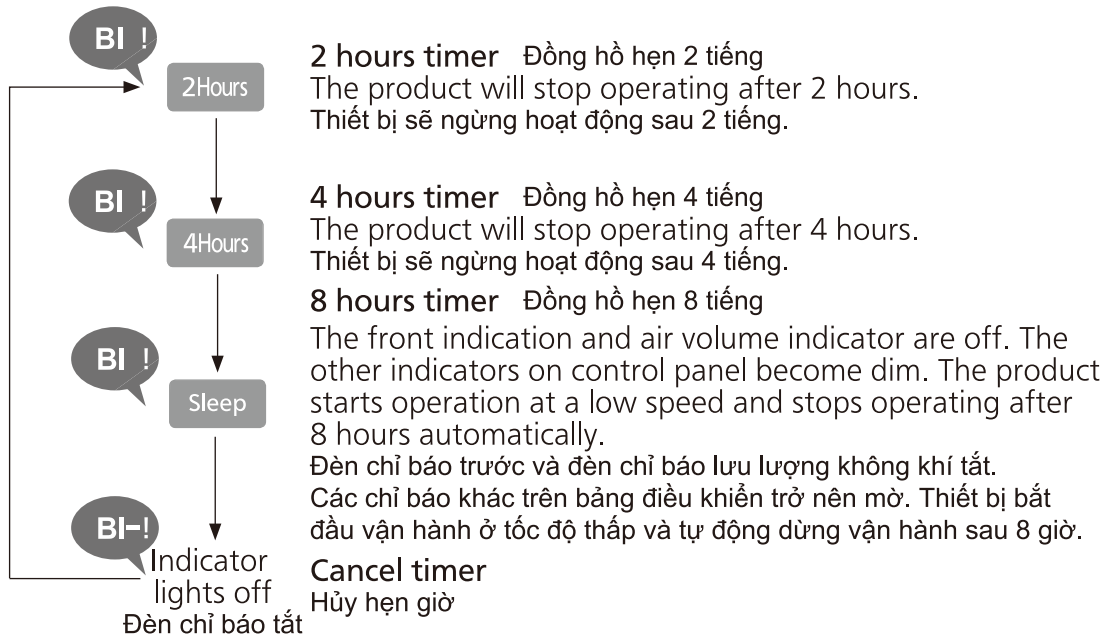 BI !
2Hours
2 hours timer Đồng hồ hẹn 2 tiếng
The product will stop operating after 2 hours.
Thiết bị sẽ ngừng hoạt động sau 2 tiếng.
BI !
4Hours
4 hours timer Đồng hồ hẹn 4 tiếng
The product will stop operating after 4 hours.
Thiết bị sẽ ngừng hoạt động sau 4 tiếng.
BI !
Sleep
8 hours timer Đồng hồ hẹn 8 tiếng
The front indication and air volume indicator are off. The
other indicators on control panel become dim. The product
starts operation at a low speed and stops operating after
8 hours automatically.
Đèn chỉ báo trước và đèn chỉ báo lưu lượng không khí tắt.
Các chỉ báo khác trên bảng điều khiển trở nên mờ. Thiết bị bắt
đầu vận hành ở tốc độ thấp và tự động dừng vận hành sau 8 giờ.
BI-!
Indicator
lights off
Đèn chỉ báo tắt
Cancel timer
Hủy hẹn giờ